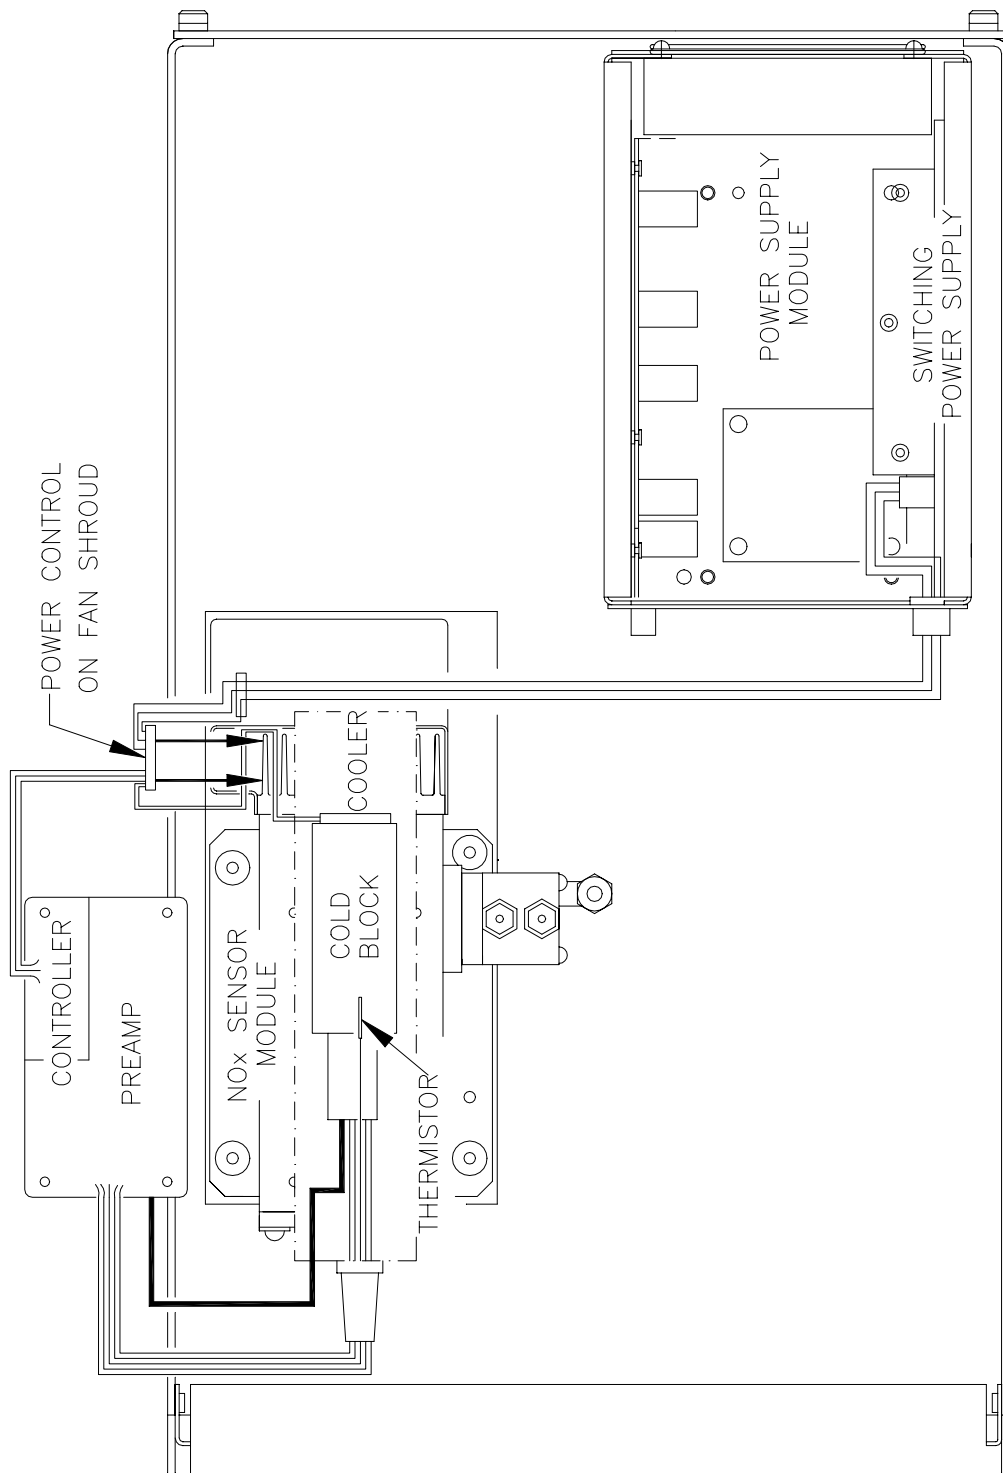 POWER CONTROL
ON FAN SHROUD
CONTROLLER
PREAMP
NOx SENSOR
MODULE
COLD
BLOCK
COOLER
THERMISTOR
POWER SUPPLY
MODULE
SWITCHING
POWER SUPPLY